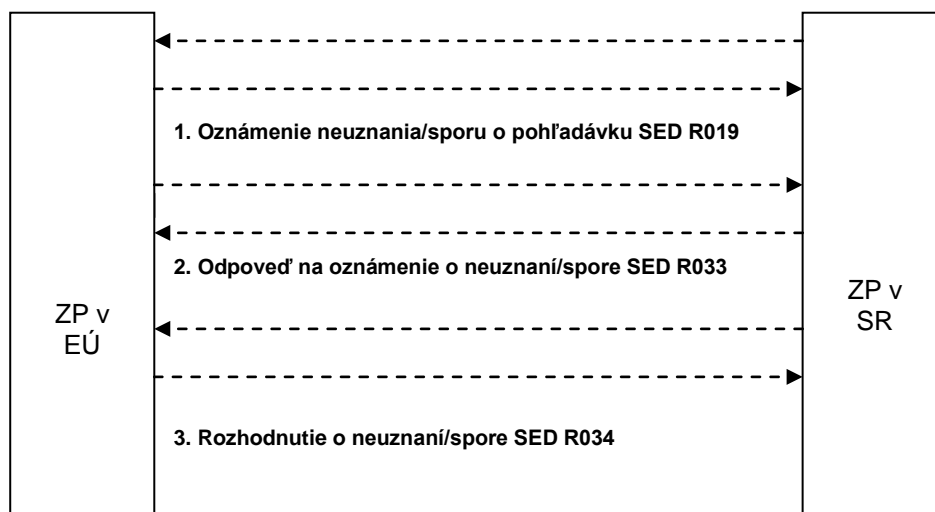 1. Oznámenie neuznania/sporu o pohľadávku SED R019
2. Odpoveď na oznámenie o neuznaní/spore SED R033
ZP v
EÚ
ZP v
SR
3. Rozhodnutie o neuznaní/spore SED R034